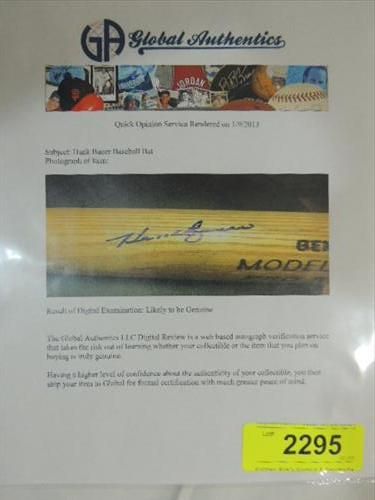 GA Global Authentics
JORDAN
Quick Opinion Service Rendered on 1/9/2013
Subject: Hank Bauer Baseball Bat
Photograph of Item:
BE
MODEL
Result of Digital Examination: Likely to be Genuine
The Global Authentics LLC Digital Review is a web based autograph verification service
that takes the risk out of learning whether your collectible or the item that you plan on
buying is truly genuine.
Having a higher level of confidence about the authenticity of your collectible, you then
ship your item to Global for formal certification with much greater peace of mind.
LOT
2295